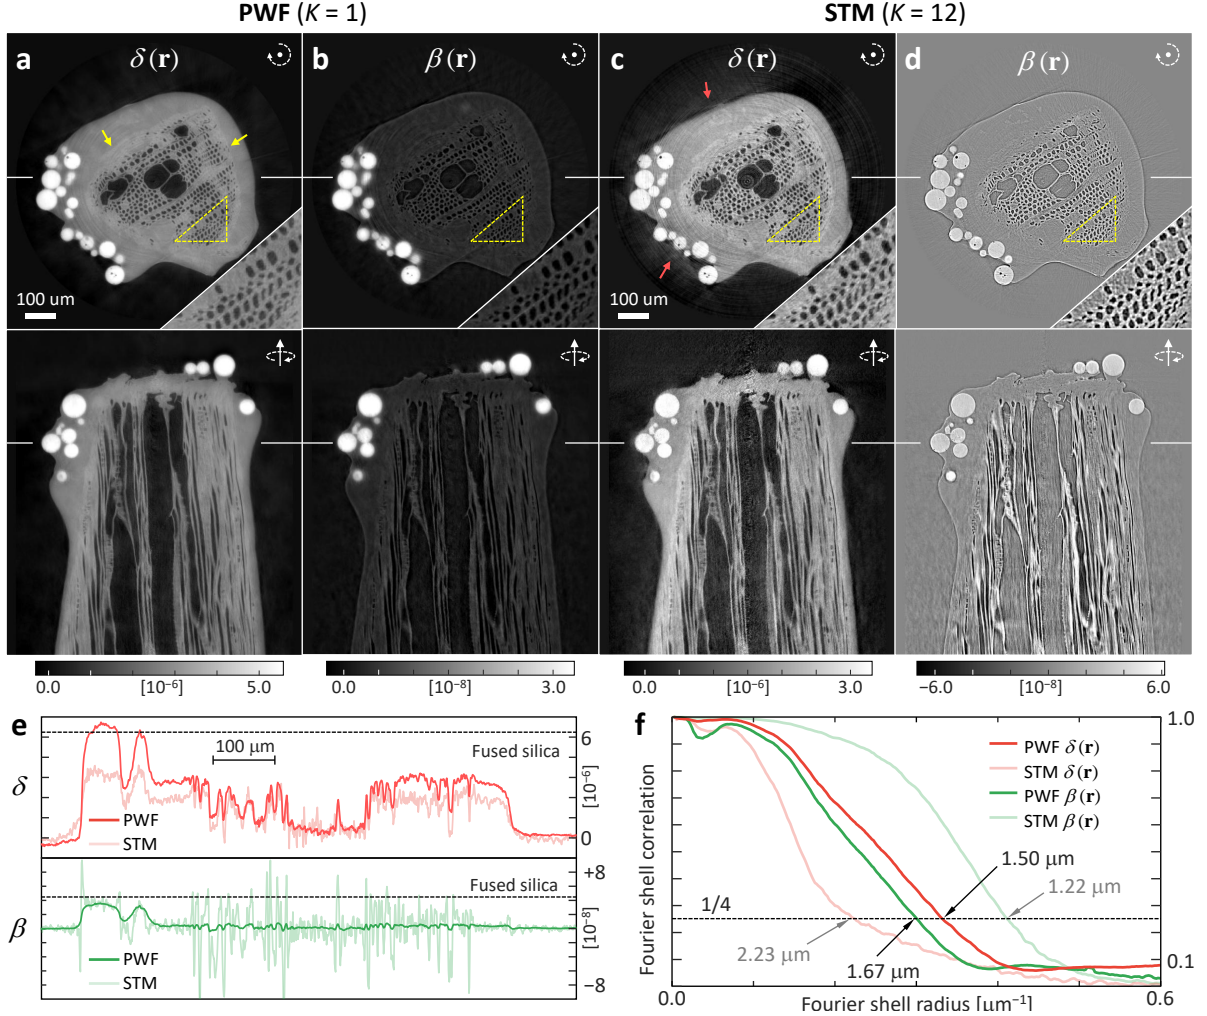 PWF (K = 1)
STM (K = 12)
a
δ(r)
b
β(r)
c
δ(r)
d
β(r)
100 um
100 um
0.0 [10⁻⁶] 5.0
0.0 [10⁻⁸] 3.0
0.0 [10⁻⁶] 3.0
−6.0 [10⁻⁸] 6.0
e
Fused silica
100 μm
δ
PWF
STM
6
[10⁻⁶]
0
Fused silica
β
PWF
STM
+8
[10⁻⁸]
−8
f
1.0
PWF δ(r)
STM δ(r)
PWF β(r)
STM β(r)
Fourier shell correlation
1/4
1.50 μm
1.22 μm
2.23 μm
1.67 μm
0.1
0.0
Fourier shell radius [μm⁻¹]
0.6